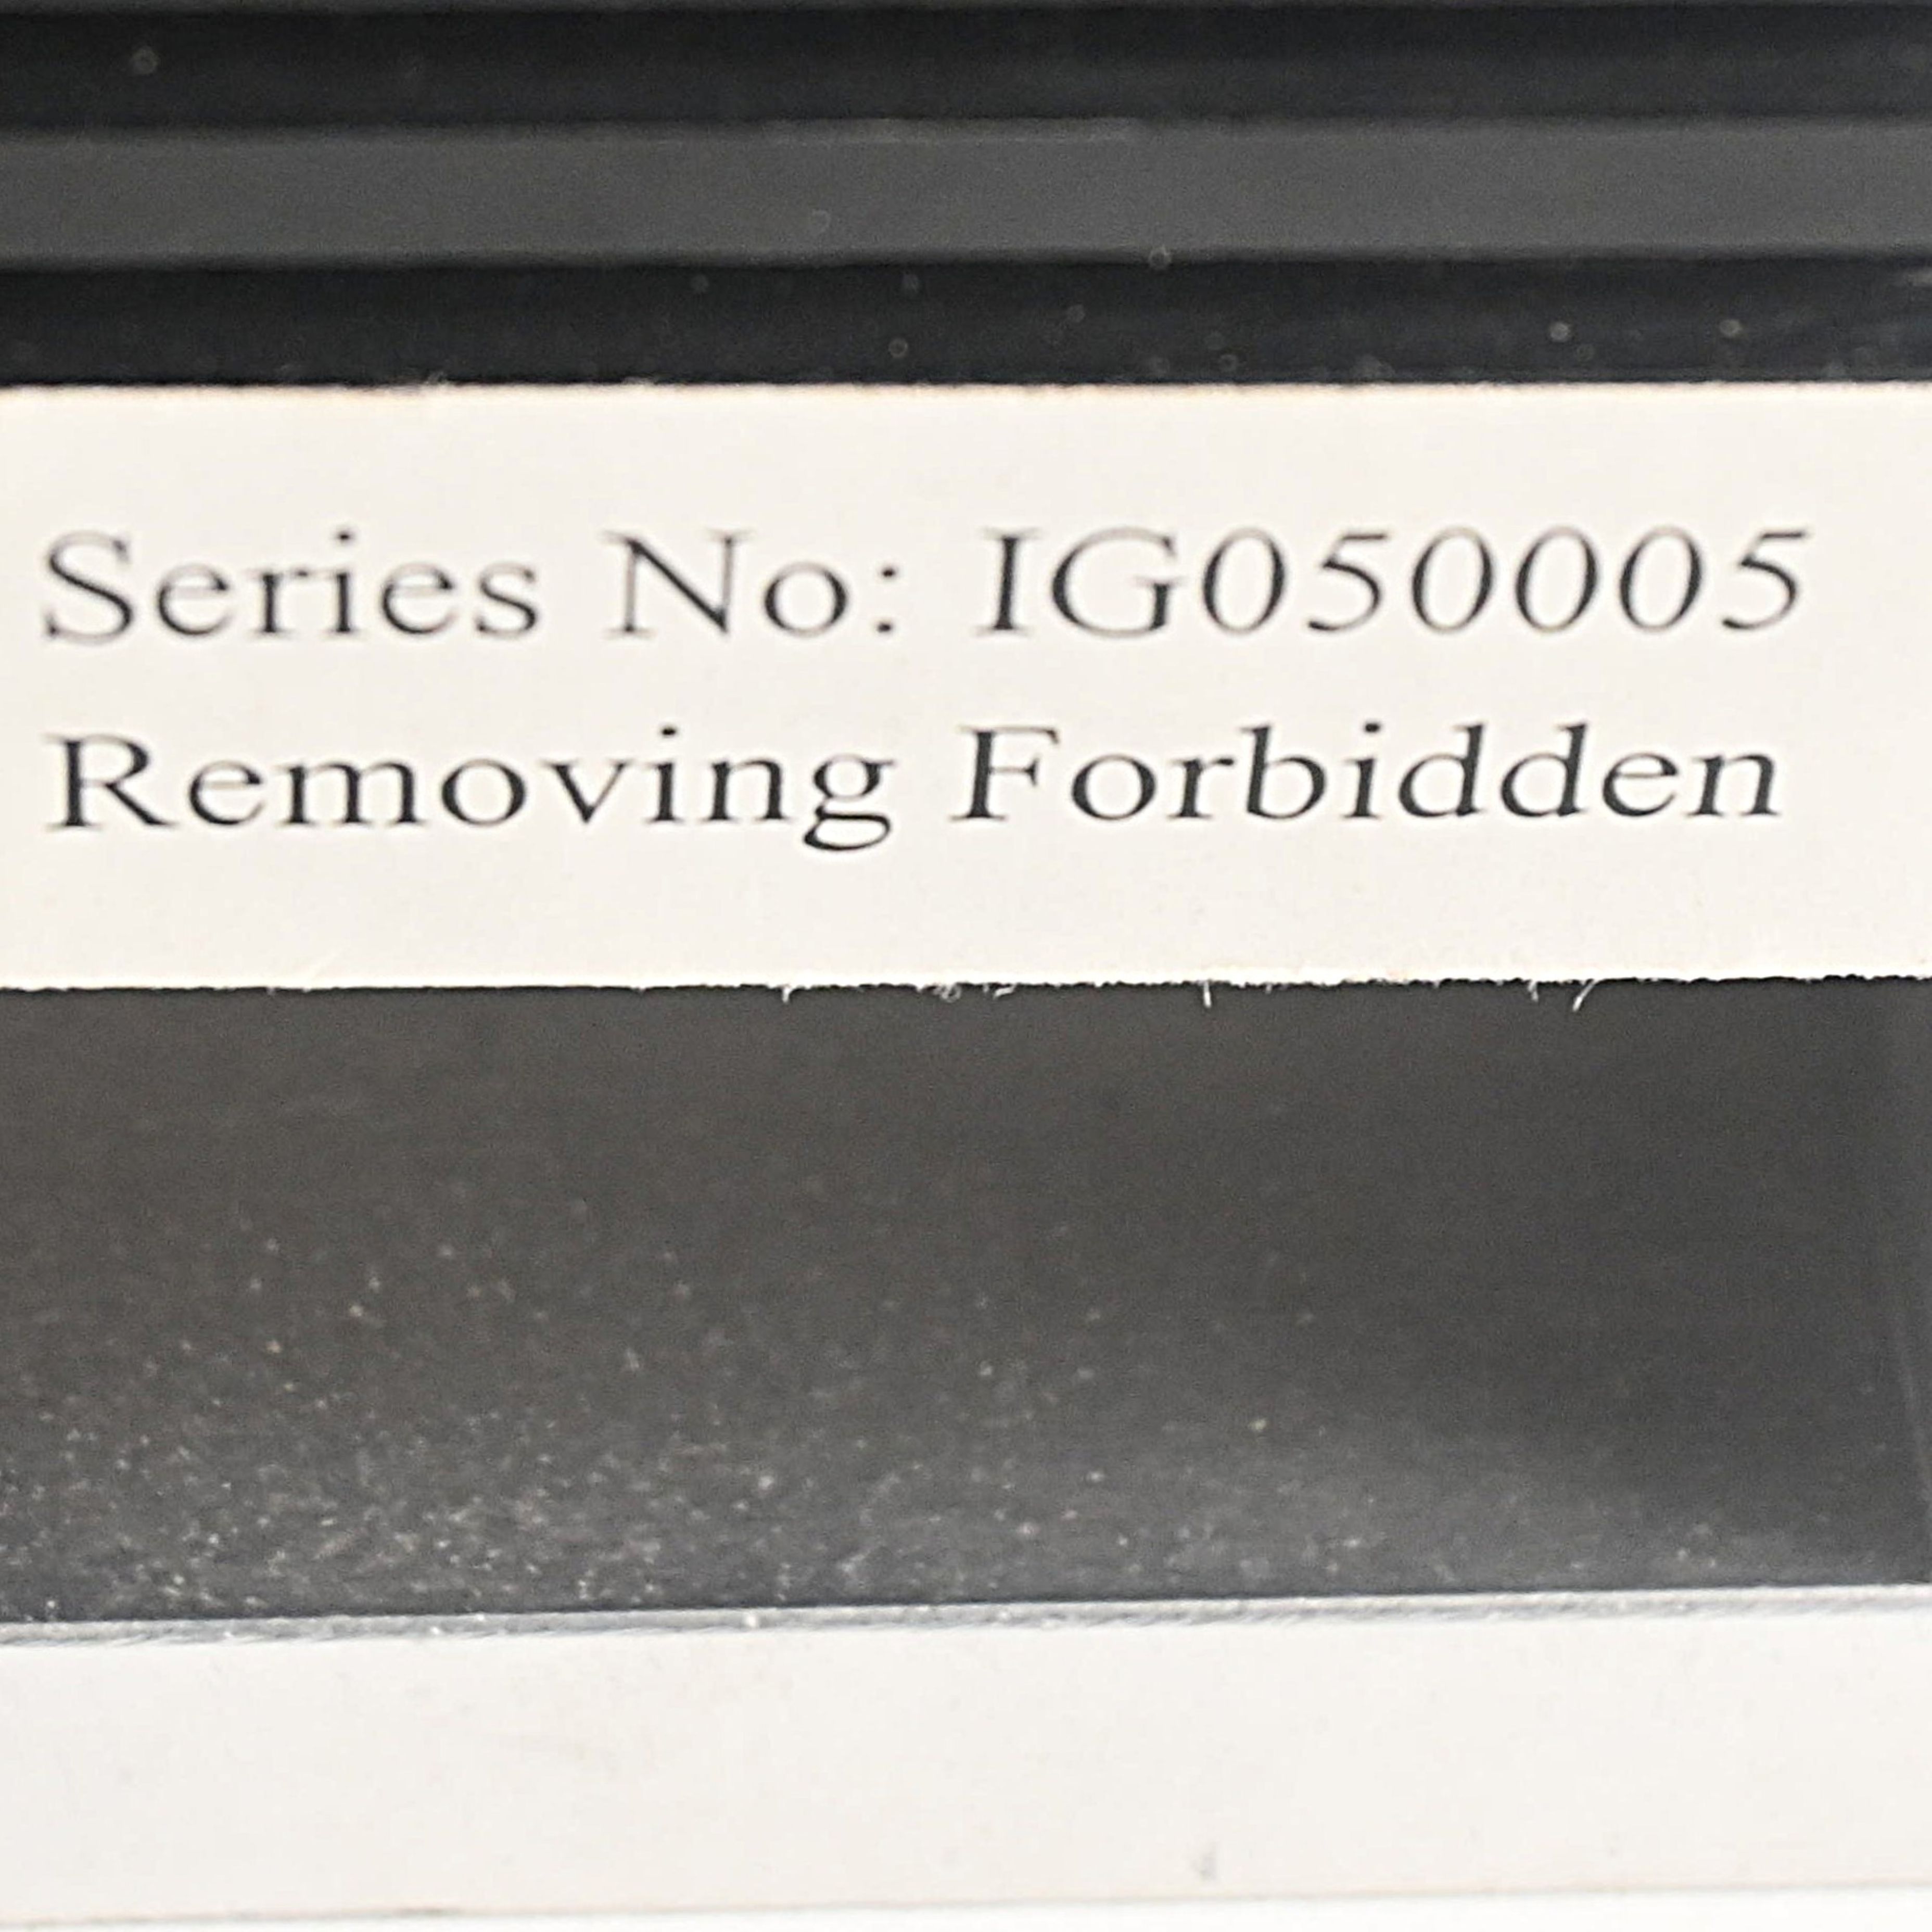 Series No: IG050005
Removing Forbidden